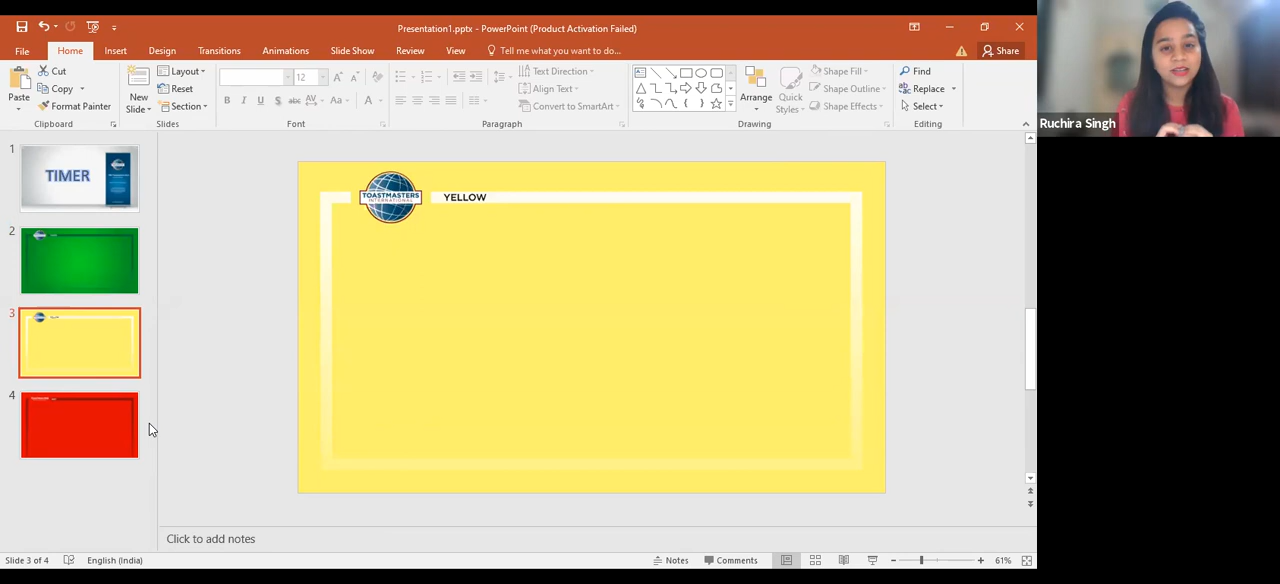 Presentation1.pptx - PowerPoint (Product Activation Failed)
File Home Insert Design Transitions Animations Slide Show Review View Tell me what you want to do... Share
Paste
Cut
Copy
Format Painter
Clipboard
New
Slide
Layout
Reset
Section
Slides
12
B I U S abc AV Aa A
Font
Text Direction
Align Text
Convert to SmartArt
Paragraph
Arrange
Quick
Styles
Shape Fill
Shape Outline
Shape Effects
Drawing
Find
Replace
Select
Editing
Ruchira Singh
1
TIMER
2
3
4
TOASTMASTERS
INTERNATIONAL
YELLOW
Click to add notes
Slide 3 of 4 English (India) Notes Comments 61%